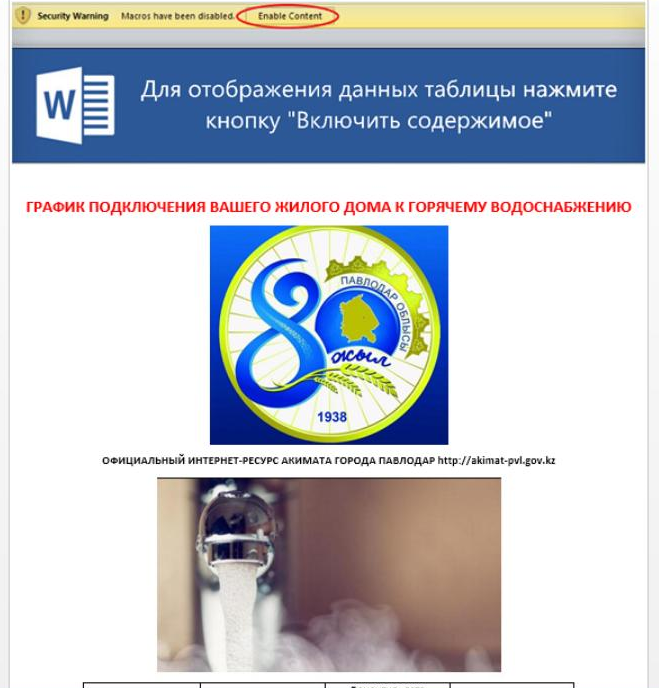 Security Warning Macros have been disabled. Enable Content
W
Для отображения данных таблицы нажмите
кнопку "Включить содержимое"
ГРАФИК ПОДКЛЮЧЕНИЯ ВАШЕГО ЖИЛОГО ДОМА К ГОРЯЧЕМУ ВОДОСНАБЖЕНИЮ
ПАВЛОДАР ОБЛЫСЫ
80
жыл
1938
ОФИЦИАЛЬНЫЙ ИНТЕРНЕТ-РЕСУРС АКИМАТА ГОРОДА ПАВЛОДАР http://akimat-pvl.gov.kz